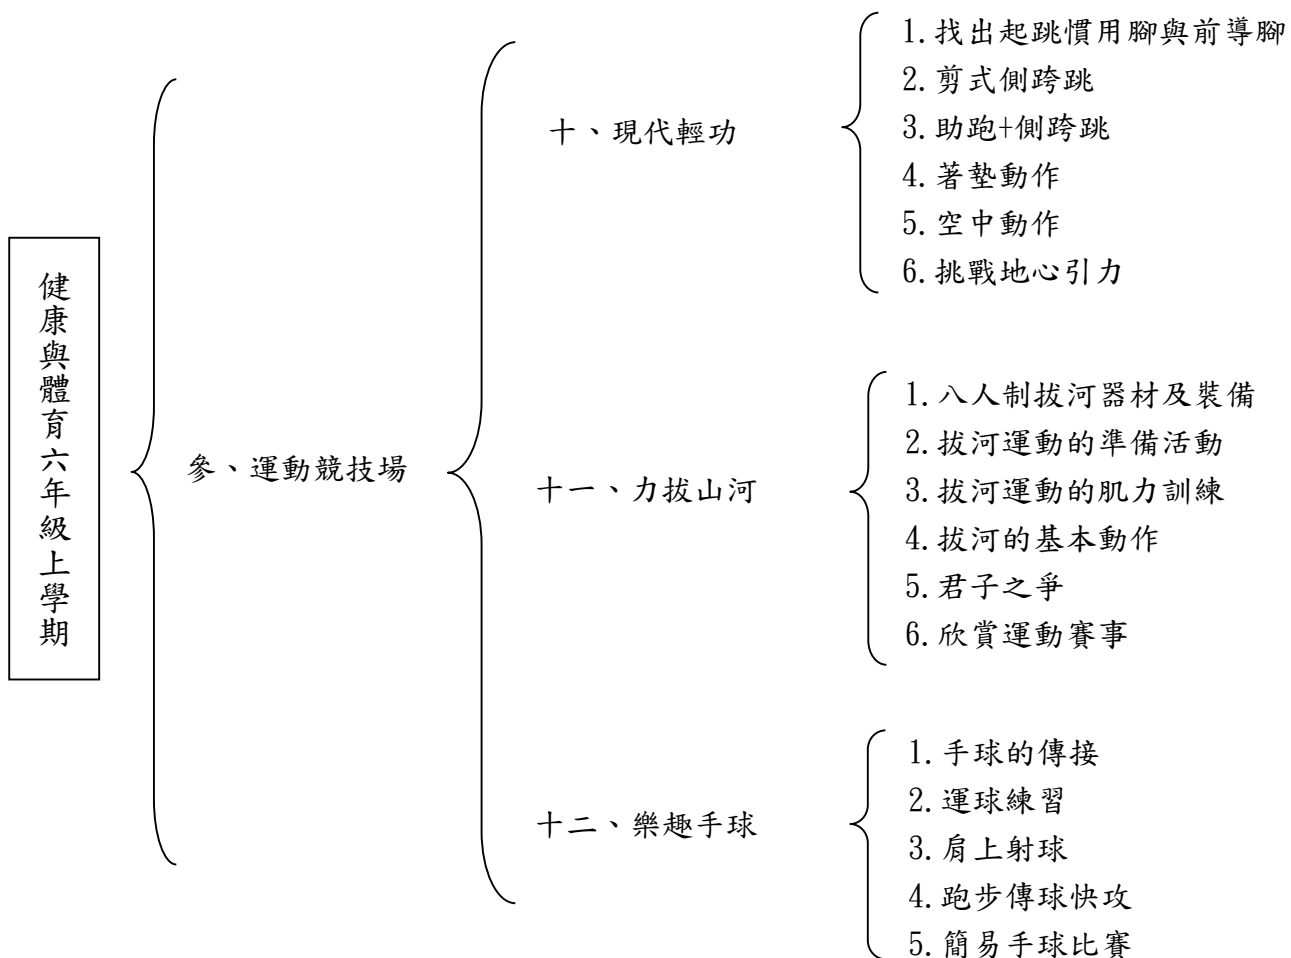 健康與體育六年級上學期
參、運動競技場
十、現代輕功
1.找出起跳慣用腳與前導腳
2.剪式側跨跳
3.助跑+側跨跳
4.著墊動作
5.空中動作
6.挑戰地心引力
十一、力拔山河
1.八人制拔河器材及裝備
2.拔河運動的準備活動
3.拔河運動的肌力訓練
4.拔河的基本動作
5.君子之爭
6.欣賞運動賽事
十二、樂趣手球
1.手球的傳接
2.運球練習
3.肩上射球
4.跑步傳球快攻
5.簡易手球比賽